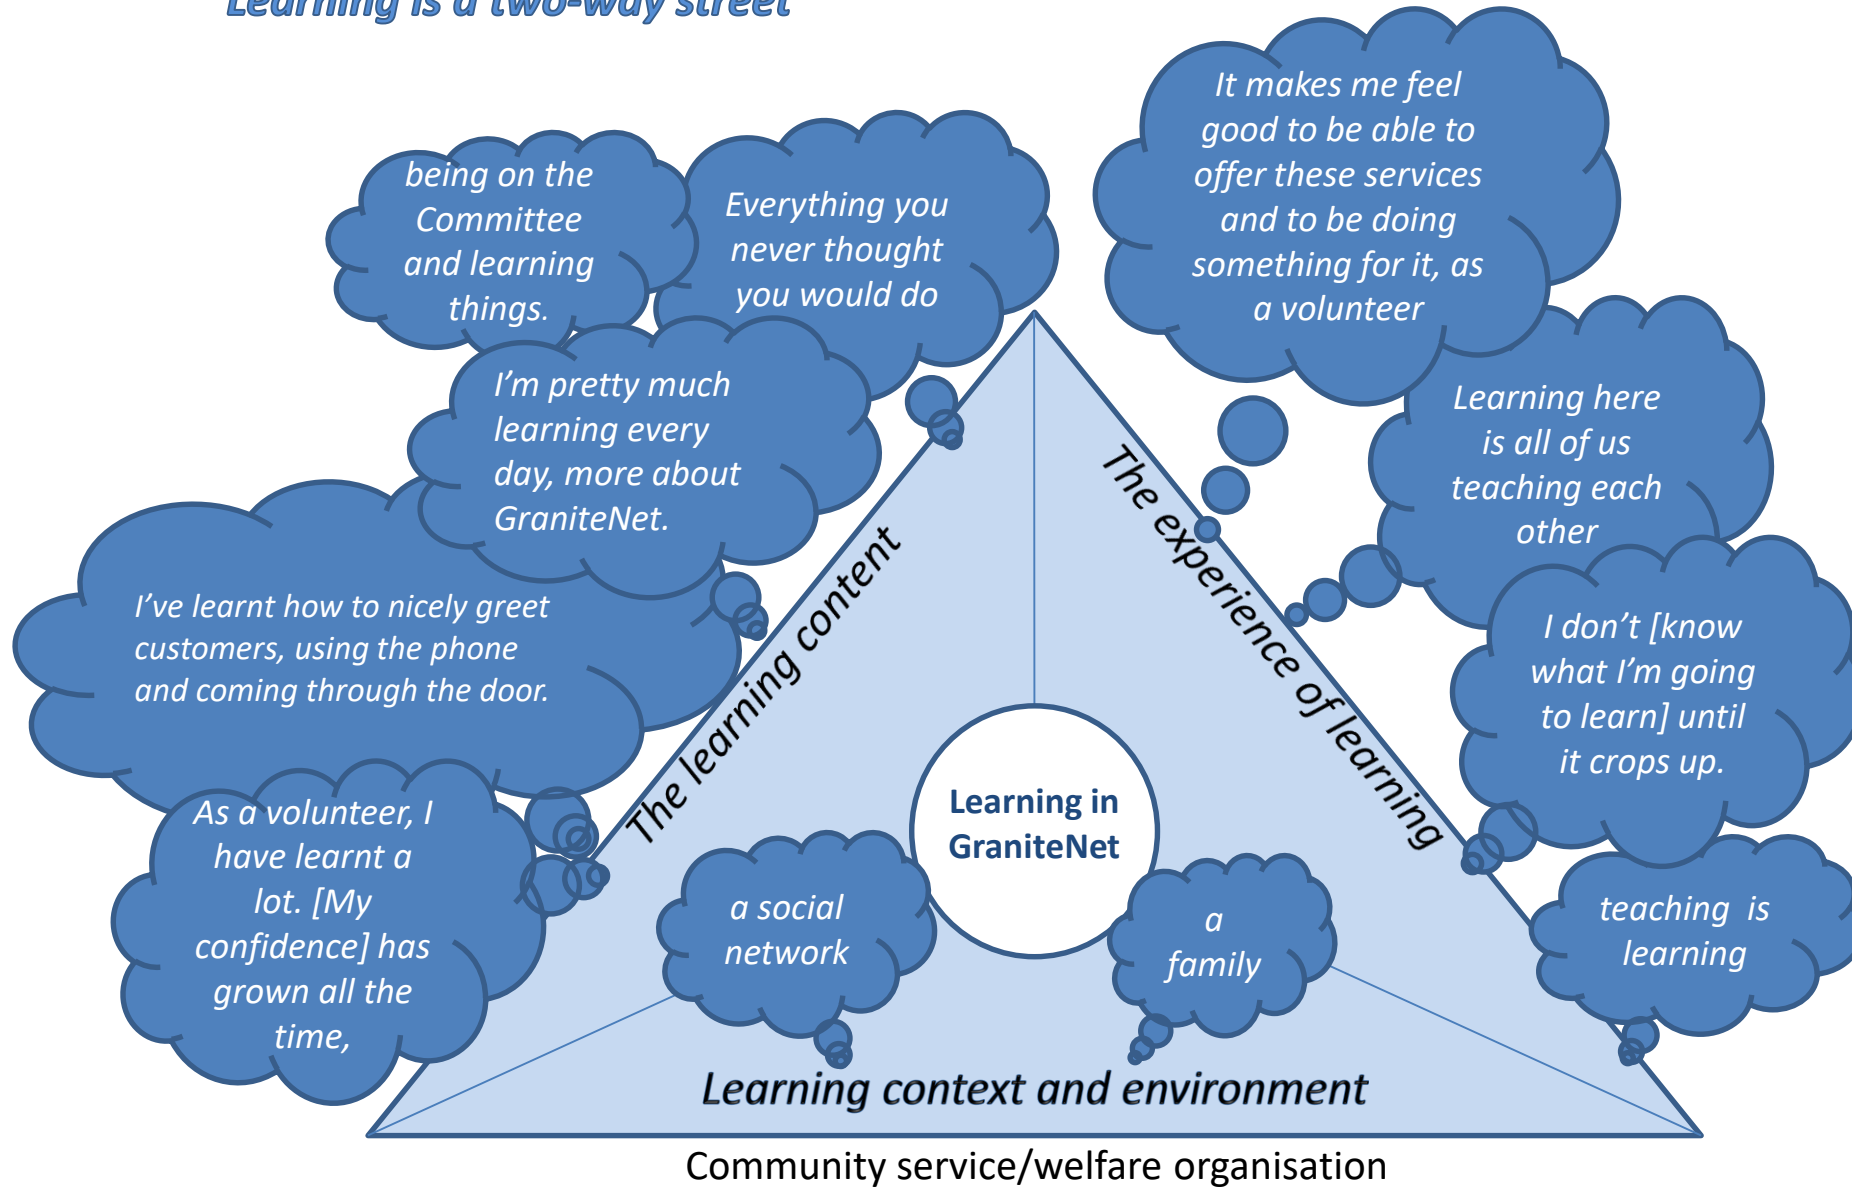 Learning is a two-way street
being on the
Committee
and learning
things.
Everything you
never thought
you would do
I'm pretty much
learning every
day, more about
GraniteNet.
I've learnt how to nicely greet
customers, using the phone
and coming through the door.
As a volunteer, I
have learnt a
lot. [My
confidence] has
grown all the
time,
The learning content
It makes me feel
good to be able to
offer these services
and to be doing
something for it, as
a volunteer
Learning here
is all of us
teaching each
other
I don't [know
what I'm going
to learn] until
it crops up.
teaching  is
learning
The experience of learning
Learning in
GraniteNet
a social
network
a
family
Learning context and environment
Community service/welfare organisation